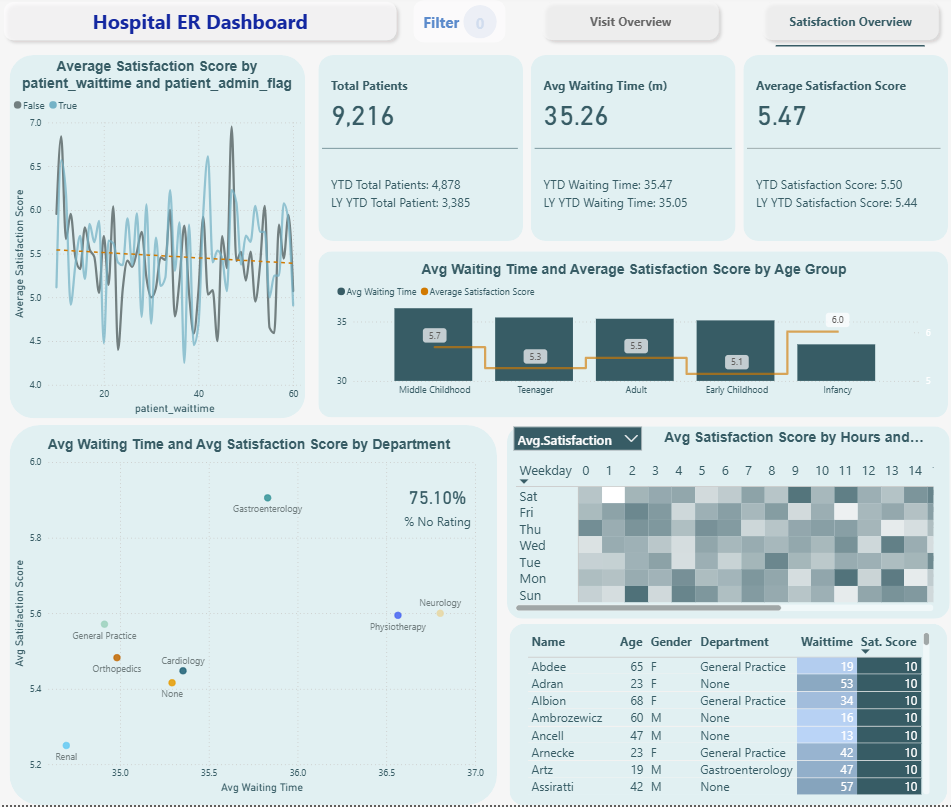 Hospital ER Dashboard
Filter 0
Visit Overview
Satisfaction Overview
Average Satisfaction Score by
patient_waittime and patient_admin_flag
False True
7.0
6.5
6.0
5.5
5.0
4.5
4.0
Average Satisfaction Score
20 40 60
patient_waittime
Total Patients
9,216
YTD Total Patients: 4,878
LY YTD Total Patient: 3,385
Avg Waiting Time (m)
35.26
YTD Waiting Time: 35.47
LY YTD Waiting Time: 35.05
Average Satisfaction Score
5.47
YTD Satisfaction Score: 5.50
LY YTD Satisfaction Score: 5.44
Avg Waiting Time and Average Satisfaction Score by Age Group
Avg Waiting Time Average Satisfaction Score
35
30
5.7
5.3
5.5
5.1
6.0
6
5
Middle Childhood Teenager Adult Early Childhood Infancy
Avg Waiting Time and Avg Satisfaction Score by Department
6.0
5.8
5.6
5.4
5.2
Avg Satisfaction Score
75.10%
% No Rating
Gastroenterology
Neurology
Physiotherapy
General Practice
Orthopedics
Cardiology
None
Renal
35.0 35.5 36.0 36.5 37.0
Avg Waiting Time
Avg.Satisfaction
Avg Satisfaction Score by Hours and...
Weekday 0 1 2 3 4 5 6 7 8 9 10 11 12 13 14
Sat
Fri
Thu
Wed
Tue
Mon
Sun
Name Age Gender Department Waittime Sat. Score
Abdee 65 F General Practice 19 10
Adran 23 F None 53 10
Albion 68 F General Practice 34 10
Ambrozewicz 60 M None 16 10
Ancell 47 M None 13 10
Arnecke 23 F General Practice 42 10
Artz 19 M Gastroenterology 47 10
Assiratti 42 M None 57 10